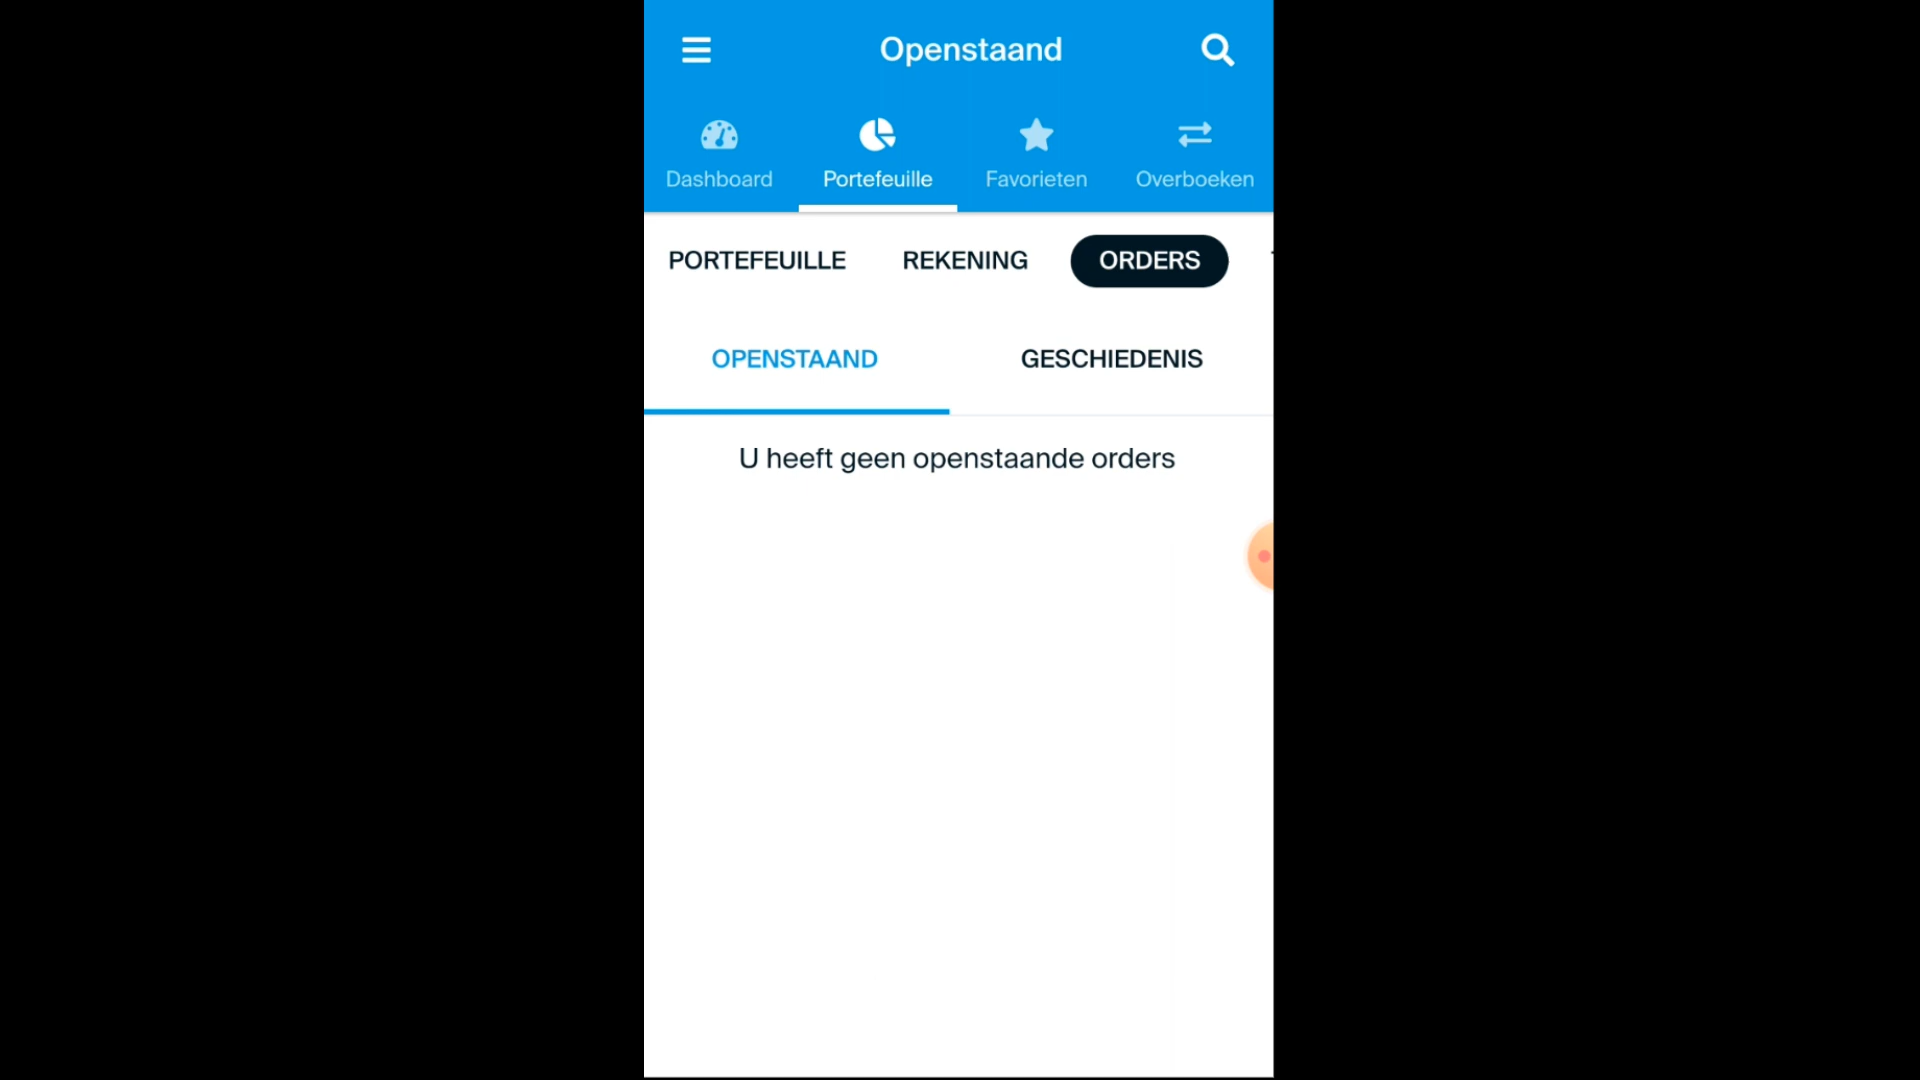 Openstaand
Dashboard Portefeuille Favorieten Overboeken
PORTEFEUILLE REKENING ORDERS
OPENSTAAND GESCHIEDENIS
U heeft geen openstaande orders